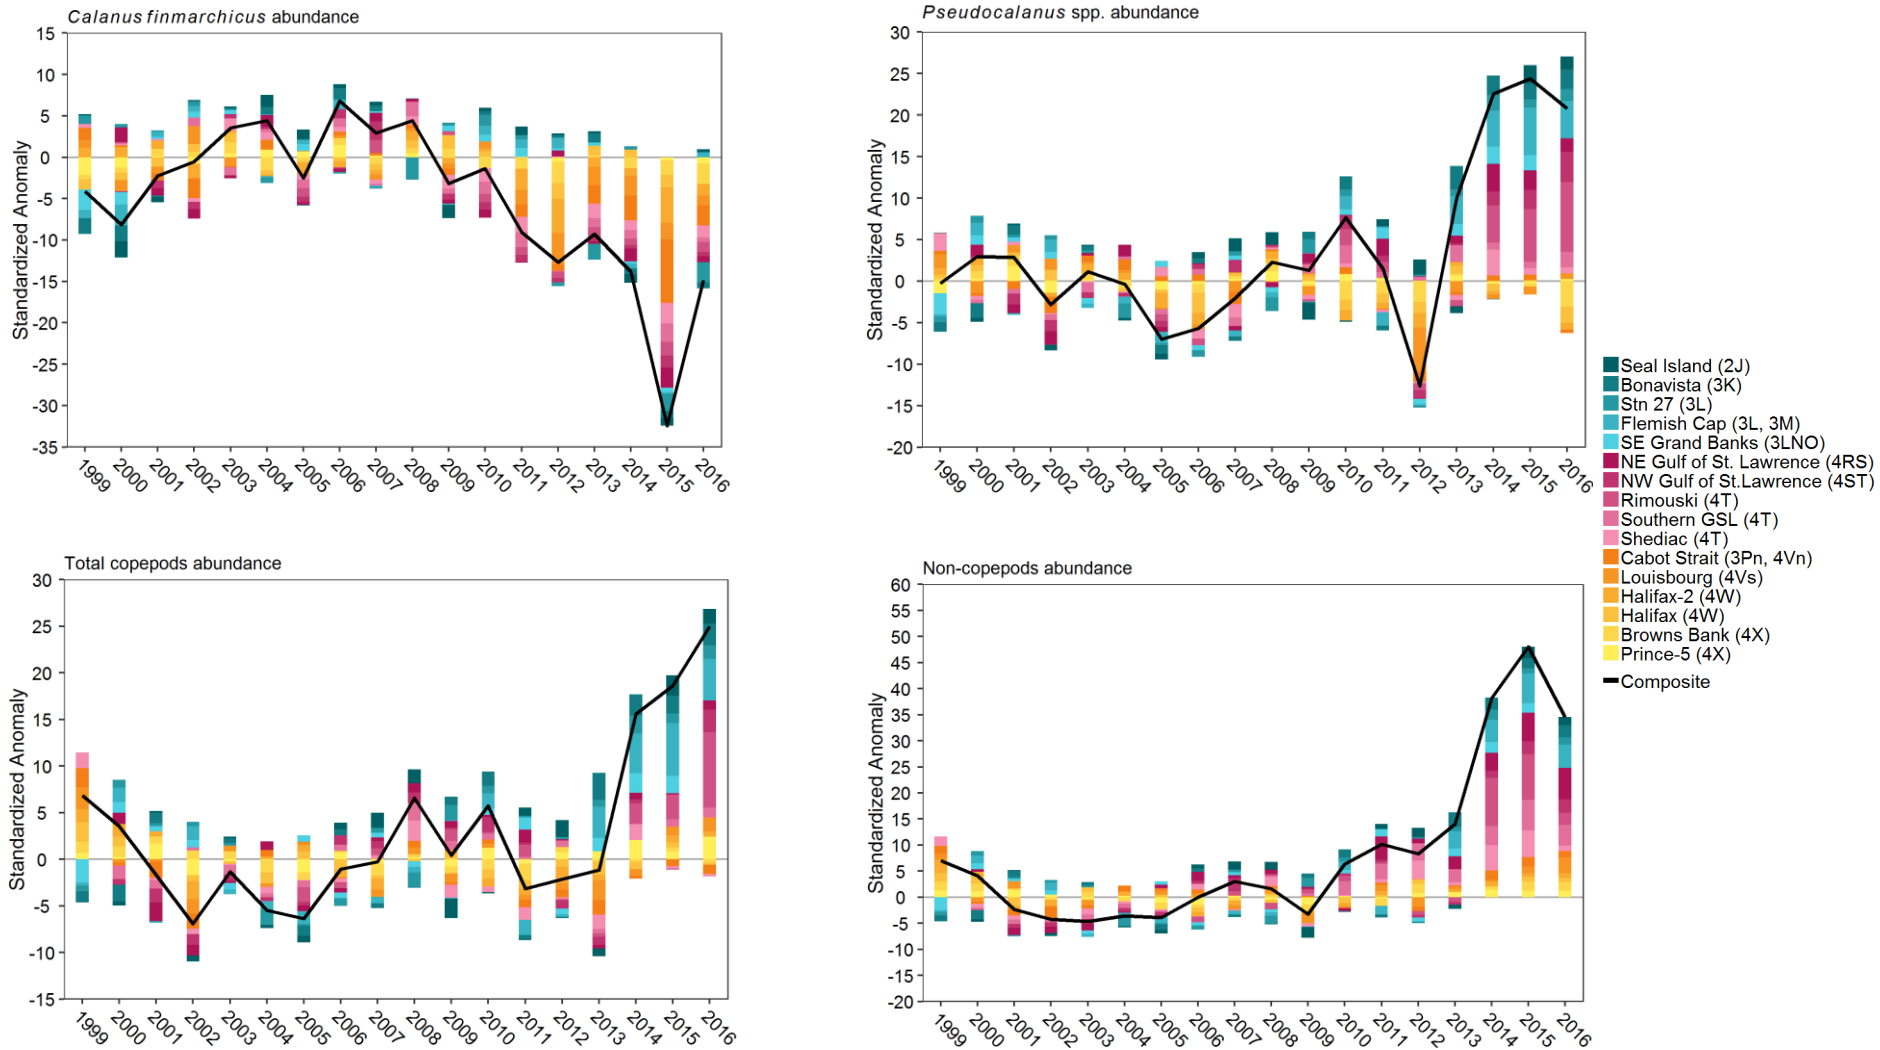 Calanus finmarchicus abundance
15
10
5
0
-5
-10
-15
-20
-25
-30
-35
Standardized Anomaly
1999 2000 2001 2002 2003 2004 2005 2006 2007 2008 2009 2010 2011 2012 2013 2014 2015 2016
Pseudocalanus spp. abundance
30
25
20
15
10
5
0
-5
-10
-15
-20
Standardized Anomaly
1999 2000 2001 2002 2003 2004 2005 2006 2007 2008 2009 2010 2011 2012 2013 2014 2015 2016
Total copepods abundance
30
25
20
15
10
5
0
-5
-10
-15
Standardized Anomaly
1999 2000 2001 2002 2003 2004 2005 2006 2007 2008 2009 2010 2011 2012 2013 2014 2015 2016
Non-copepods abundance
60
55
50
45
40
35
30
25
20
15
10
5
0
-5
-10
-15
-20
Standardized Anomaly
1999 2000 2001 2002 2003 2004 2005 2006 2007 2008 2009 2010 2011 2012 2013 2014 2015 2016
Seal Island (2J)
Bonavista (3K)
Stn 27 (3L)
Flemish Cap (3L, 3M)
SE Grand Banks (3LNO)
NE Gulf of St. Lawrence (4RS)
NW Gulf of St.Lawrence (4ST)
Rimouski (4T)
Southern GSL (4T)
Shediac (4T)
Cabot Strait (3Pn, 4Vn)
Louisbourg (4Vs)
Halifax-2 (4W)
Halifax (4W)
Browns Bank (4X)
Prince-5 (4X)
Composite